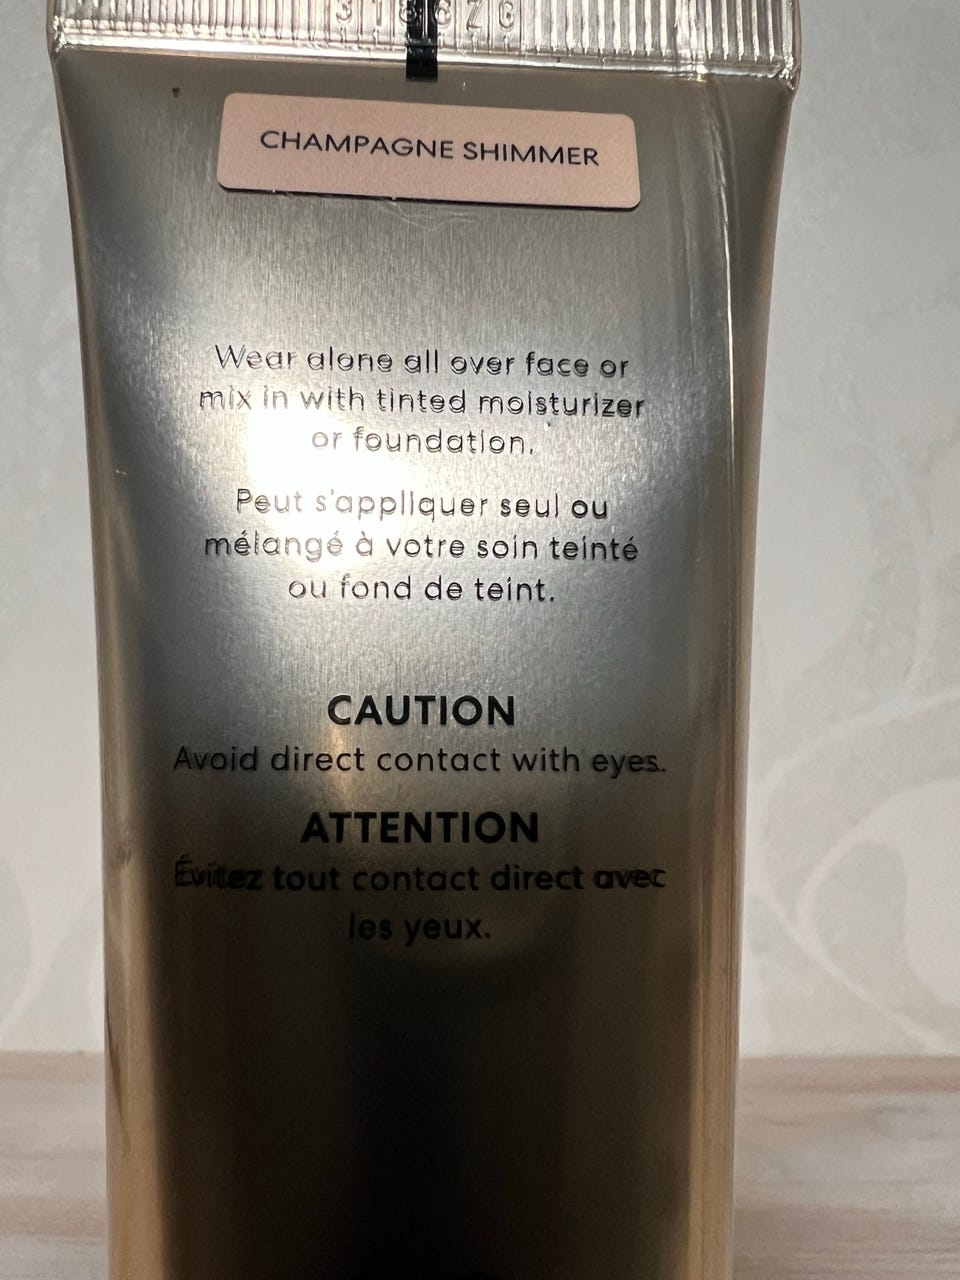 CHAMPAGNE SHIMMER
Wear alone all over face or
mix in with tinted moisturizer
or foundation.
Peut s'appliquer seul ou
mélangé à votre soin teinté
ou fond de teint.
CAUTION
Avoid direct contact with eyes.
ATTENTION
Évitez tout contact direct avec
les yeux.